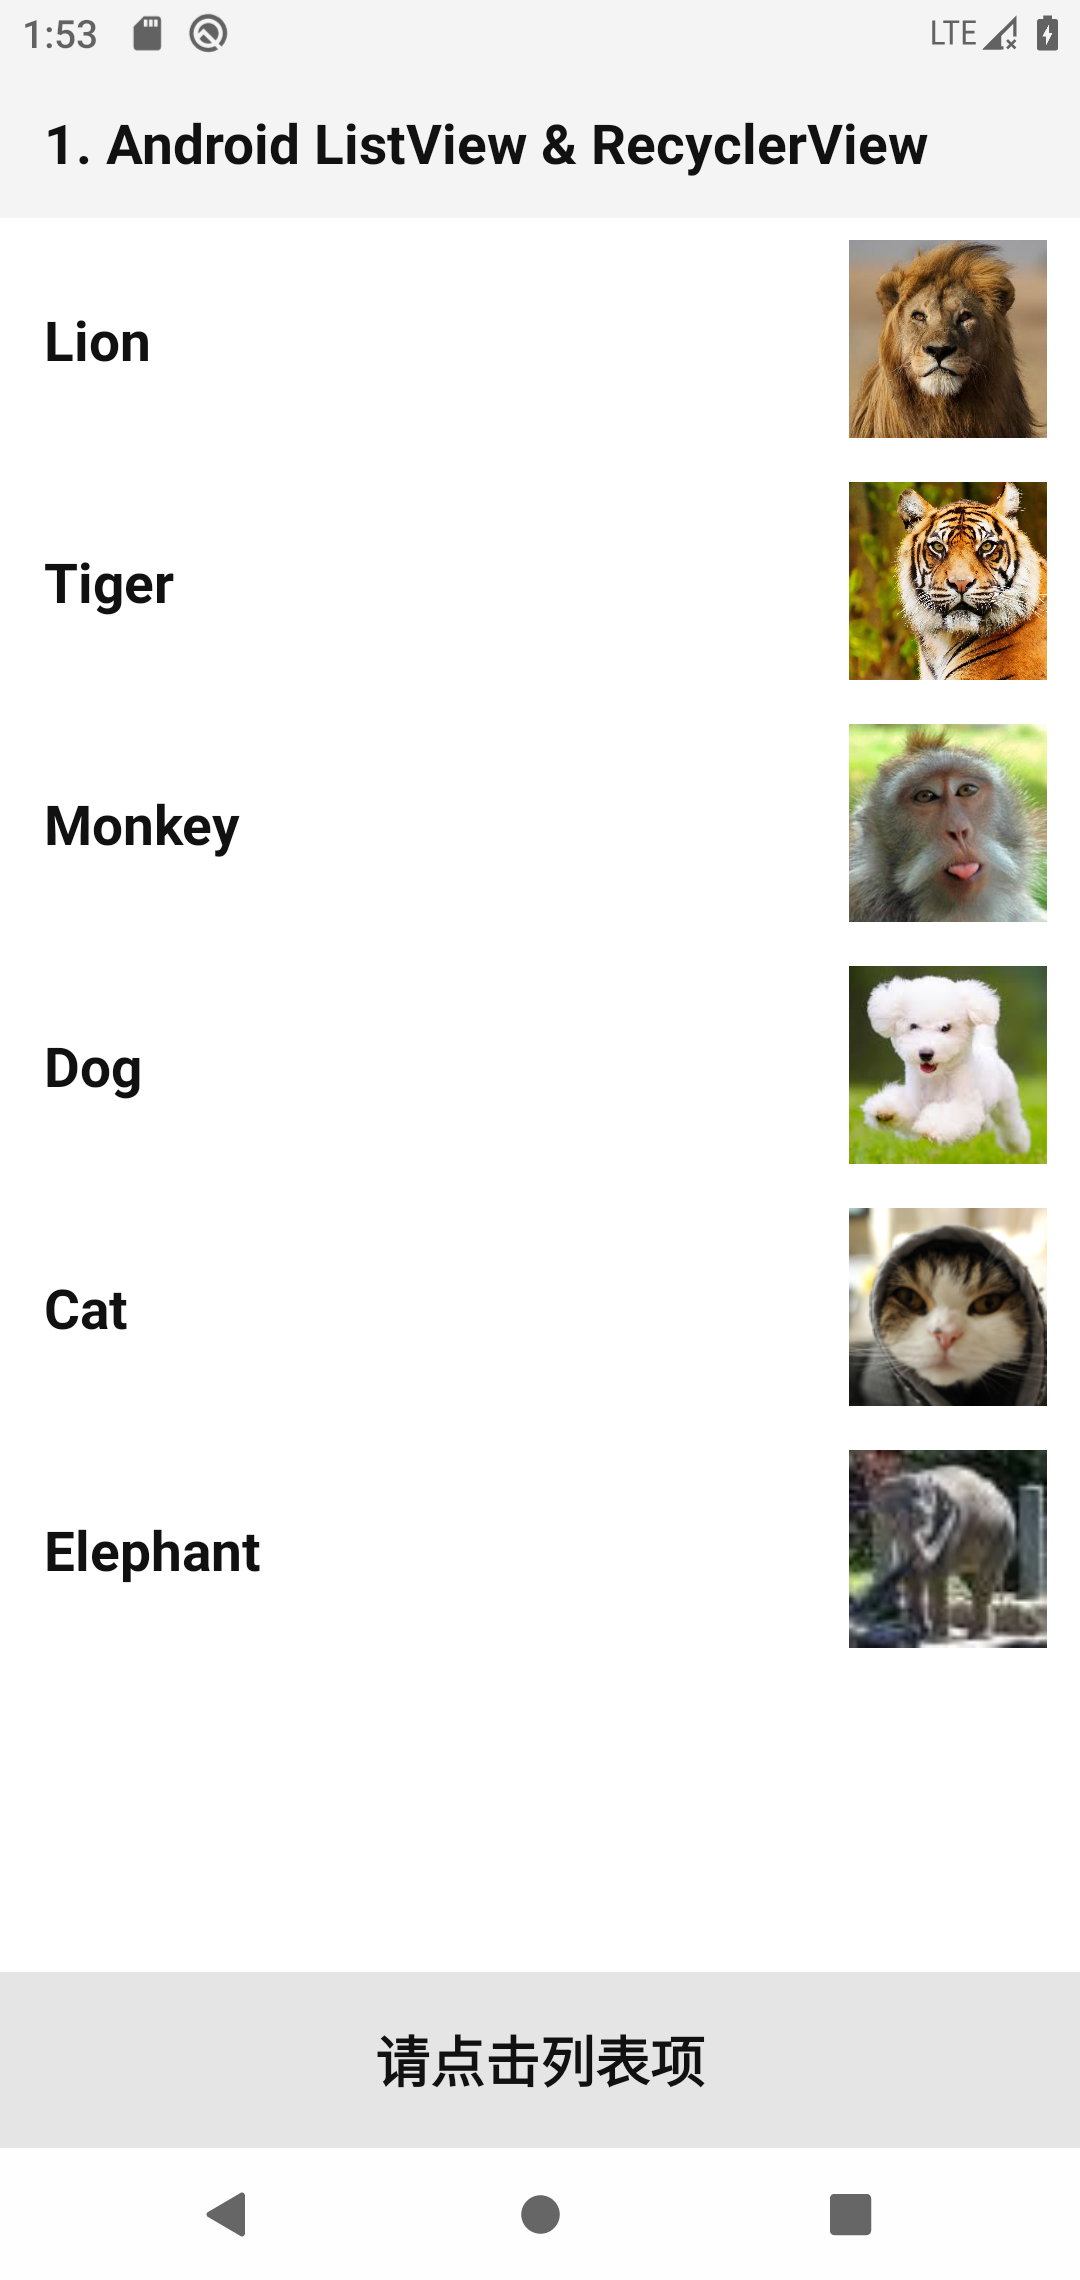 1:53
LTE
1. Android ListView & RecyclerView
Lion
Tiger
Monkey
Dog
Cat
Elephant
请点击列表项